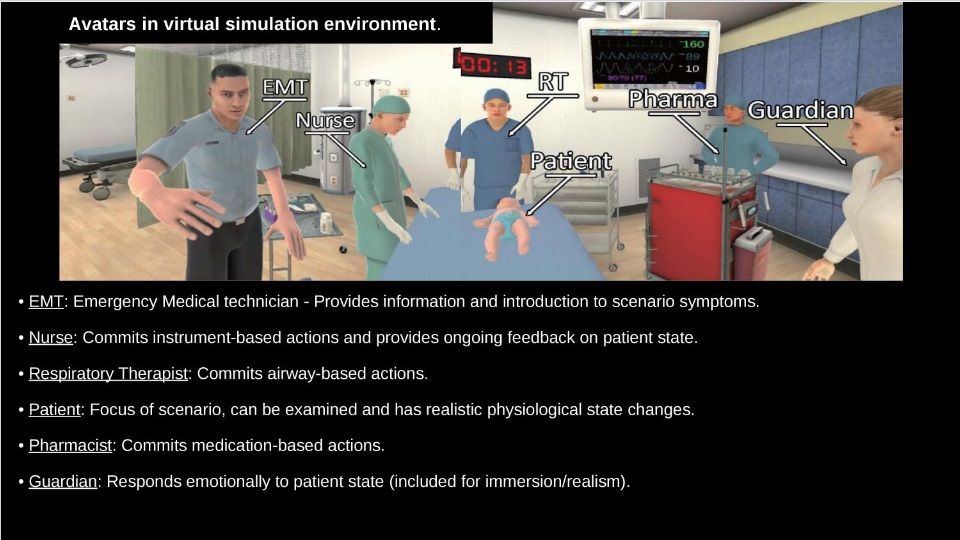 Avatars in virtual simulation environment.
EMT
Nurse
00:13
RT
160
89
10
90/70 (77)
Pharma
Guardian
Patient
• EMT: Emergency Medical technician - Provides information and introduction to scenario symptoms.
• Nurse: Commits instrument-based actions and provides ongoing feedback on patient state.
• Respiratory Therapist: Commits airway-based actions.
• Patient: Focus of scenario, can be examined and has realistic physiological state changes.
• Pharmacist: Commits medication-based actions.
• Guardian: Responds emotionally to patient state (included for immersion/realism).